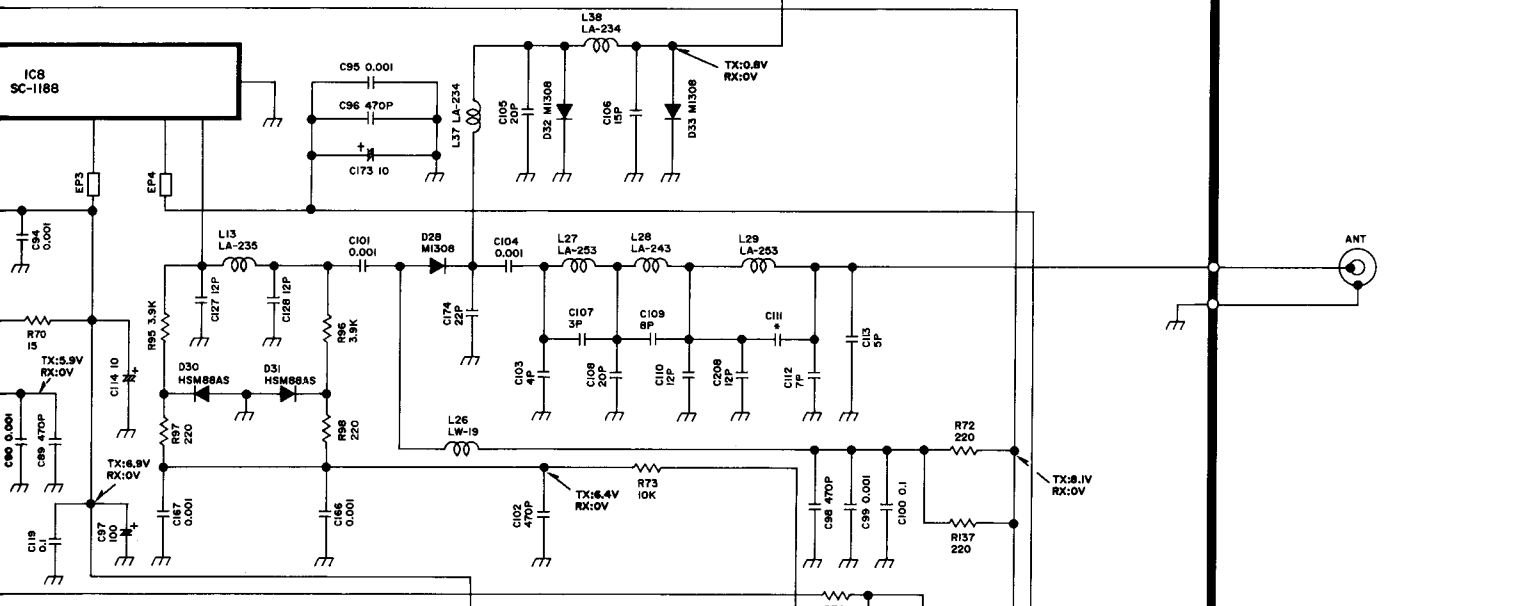 L38
LA-234
TX:0.8V
RX:0V
IC8
SC-1188
C95 0.001
C96 470P
+
C173 10
L37 LA-234
C105
20P
D32 M1308
C106
15P
D33 M1308
EP3
EP4
C94
0.001
L13
LA-235
C101
0.001
D28
M1308
C104
0.001
L27
LA-253
L28
LA-243
L29
LA-253
ANT
R95 3.9K
C127 12P
C128 12P
R96
3.9K
C174
22P
C107
3P
C109
8P
C111
*
C113
5P
R70
15
TX:5.9V
RX:0V
C114 10
+
D30
HSM88AS
D31
HSM88AS
C103
4P
C108
20P
C110
12P
C208
12P
C112
7P
C90 0.001
C89 470P
R97
220
R98
220
L26
LW-19
R72
220
TX:6.9V
RX:0V
TX:6.4V
RX:0V
R73
10K
TX:8.1V
RX:0V
C119
0.1
C97
100
+
C167
0.001
C166
0.001
C102
470P
C98 470P
C99 0.001
C100 0.1
R137
220